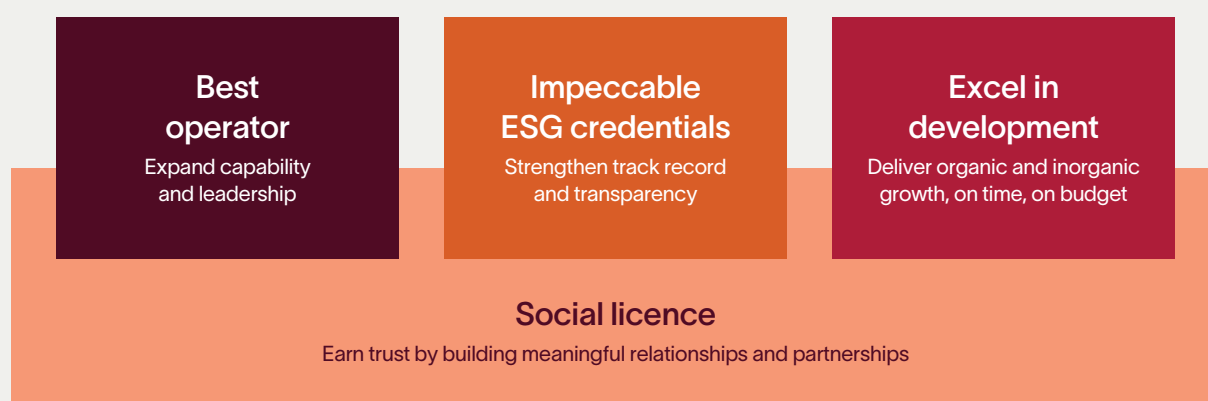 Best
operator
Expand capability
and leadership
Impeccable
ESG credentials
Strengthen track record
and transparency
Excel in
development
Deliver organic and inorganic
growth, on time, on budget
Social licence
Earn trust by building meaningful relationships and partnerships